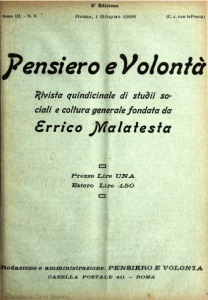 2ª Edizione
Anno III. - N. 9. Roma, 1 Giugno 1926 (C. c. con la Posta)
Pensiero e Volontà
Rivista quindicinale di studii so-
ciali e coltura generale fondata da
Errico Malatesta
Prezzo Lire UNA
Estero Lire 1.50
Redazione e amministrazione: PENSIERO E VOLONTÀ
CASELLA POSTALE 411 - ROMA